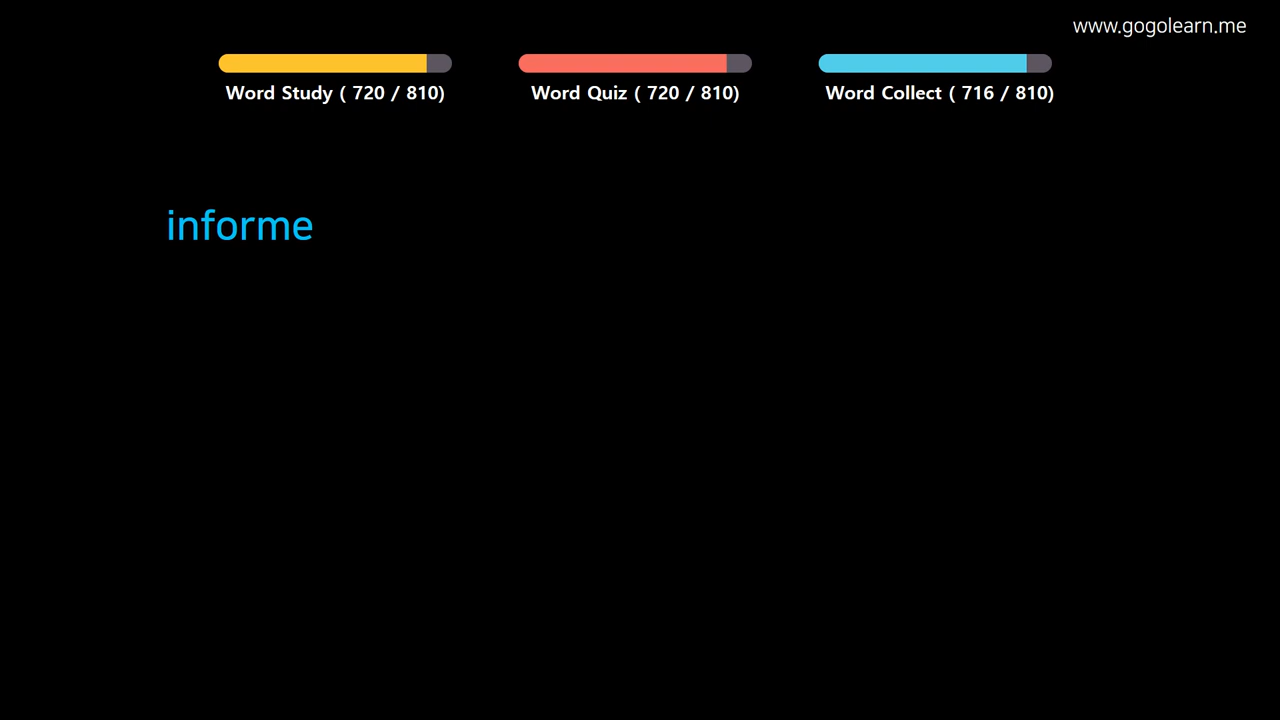 www.gogolearn.me
Word Study ( 720 / 810)
Word Quiz ( 720 / 810)
Word Collect ( 716 / 810)
informe